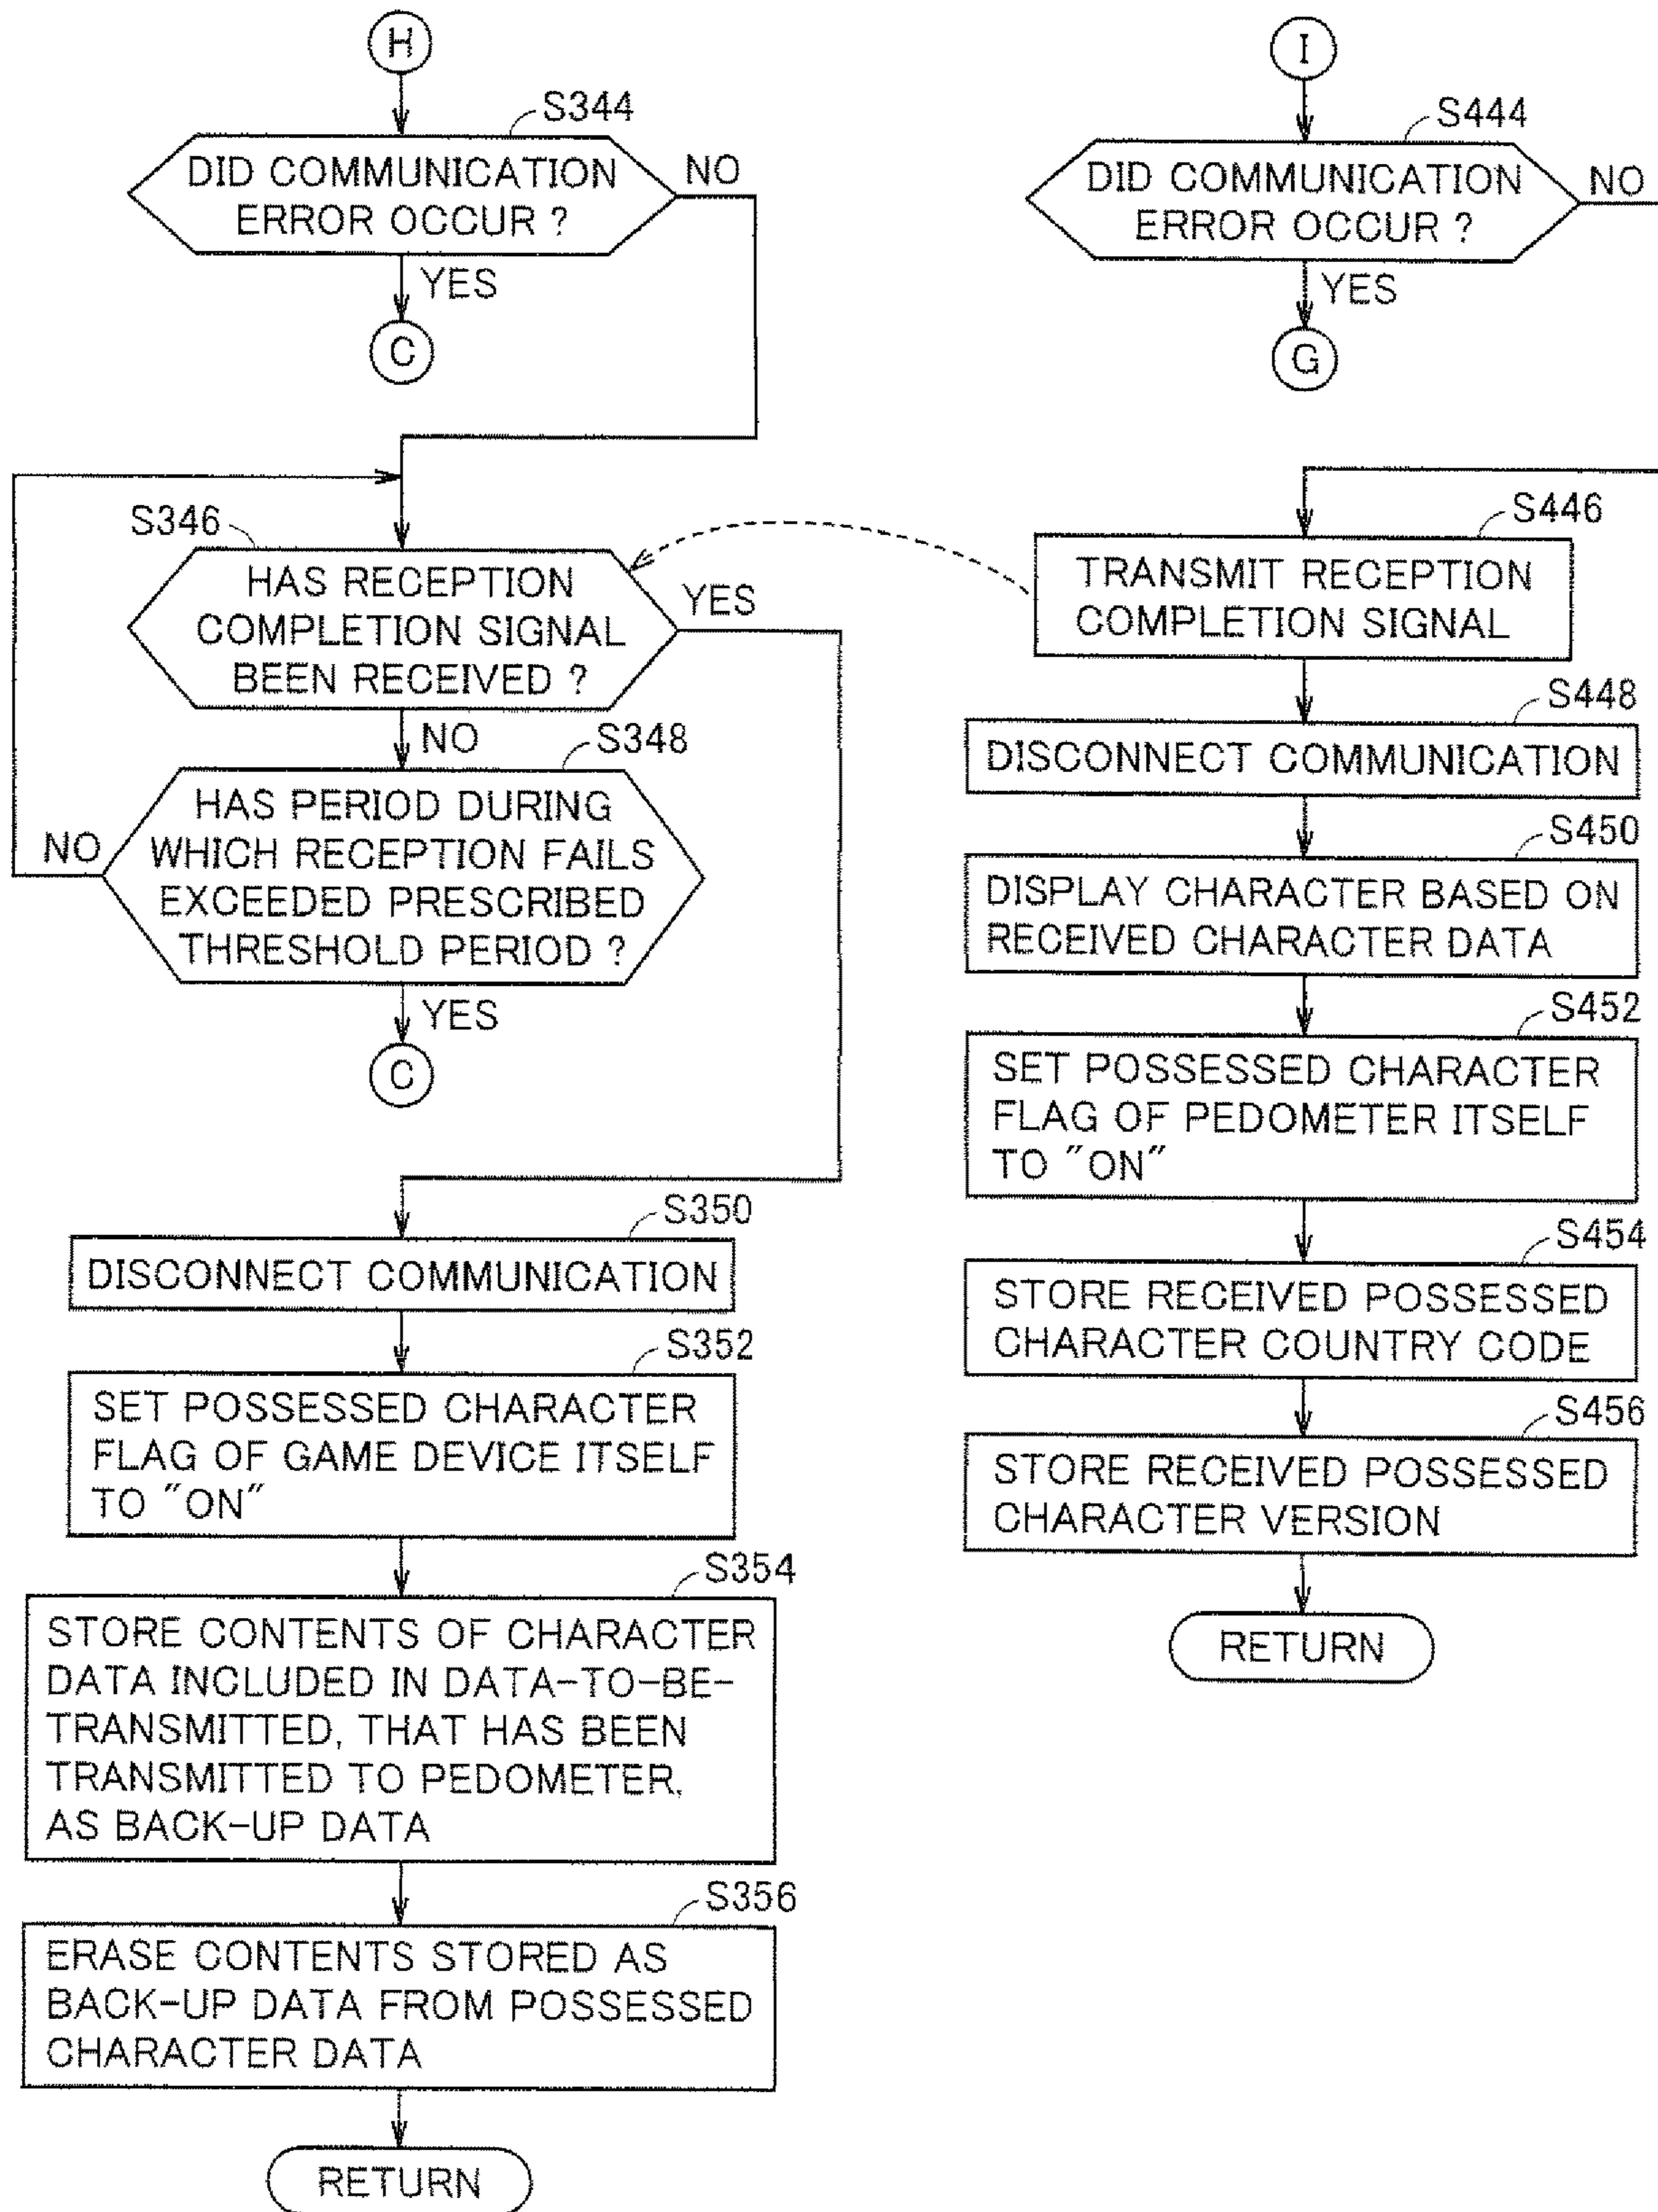 H
S344
DID COMMUNICATION
ERROR OCCUR ?
NO
YES
C
S346
HAS RECEPTION
COMPLETION SIGNAL
BEEN RECEIVED ?
YES
NO
S348
HAS PERIOD DURING
WHICH RECEPTION FAILS
EXCEEDED PRESCRIBED
THRESHOLD PERIOD ?
NO
YES
C
S350
DISCONNECT COMMUNICATION
S352
SET POSSESSED CHARACTER
FLAG OF GAME DEVICE ITSELF
TO "ON"
S354
STORE CONTENTS OF CHARACTER
DATA INCLUDED IN DATA-TO-BE-
TRANSMITTED, THAT HAS BEEN
TRANSMITTED TO PEDOMETER,
AS BACK-UP DATA
S356
ERASE CONTENTS STORED AS
BACK-UP DATA FROM POSSESSED
CHARACTER DATA
RETURN
I
S444
DID COMMUNICATION
ERROR OCCUR ?
NO
YES
G
S446
TRANSMIT RECEPTION
COMPLETION SIGNAL
S448
DISCONNECT COMMUNICATION
S450
DISPLAY CHARACTER BASED ON
RECEIVED CHARACTER DATA
S452
SET POSSESSED CHARACTER
FLAG OF PEDOMETER ITSELF
TO "ON"
S454
STORE RECEIVED POSSESSED
CHARACTER COUNTRY CODE
S456
STORE RECEIVED POSSESSED
CHARACTER VERSION
RETURN